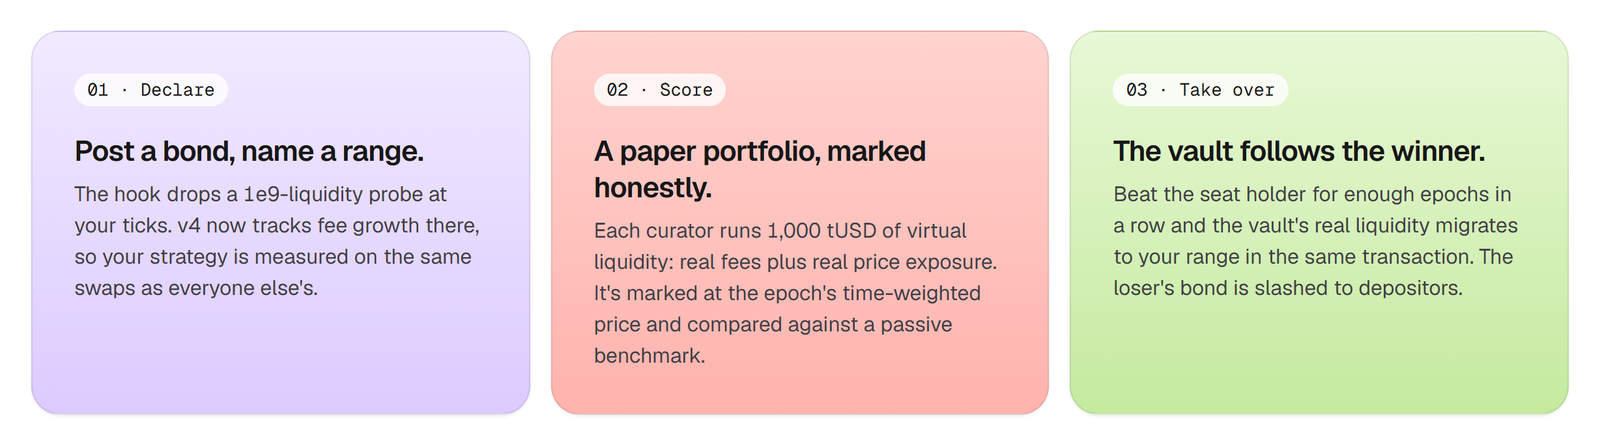 01 · Declare
Post a bond, name a range.
The hook drops a 1e9-liquidity probe at
your ticks. v4 now tracks fee growth there,
so your strategy is measured on the same
swaps as everyone else's.
02 · Score
A paper portfolio, marked
honestly.
Each curator runs 1,000 tUSD of virtual
liquidity: real fees plus real price exposure.
It's marked at the epoch's time-weighted
price and compared against a passive
benchmark.
03 · Take over
The vault follows the winner.
Beat the seat holder for enough epochs in
a row and the vault's real liquidity migrates
to your range in the same transaction. The
loser's bond is slashed to depositors.